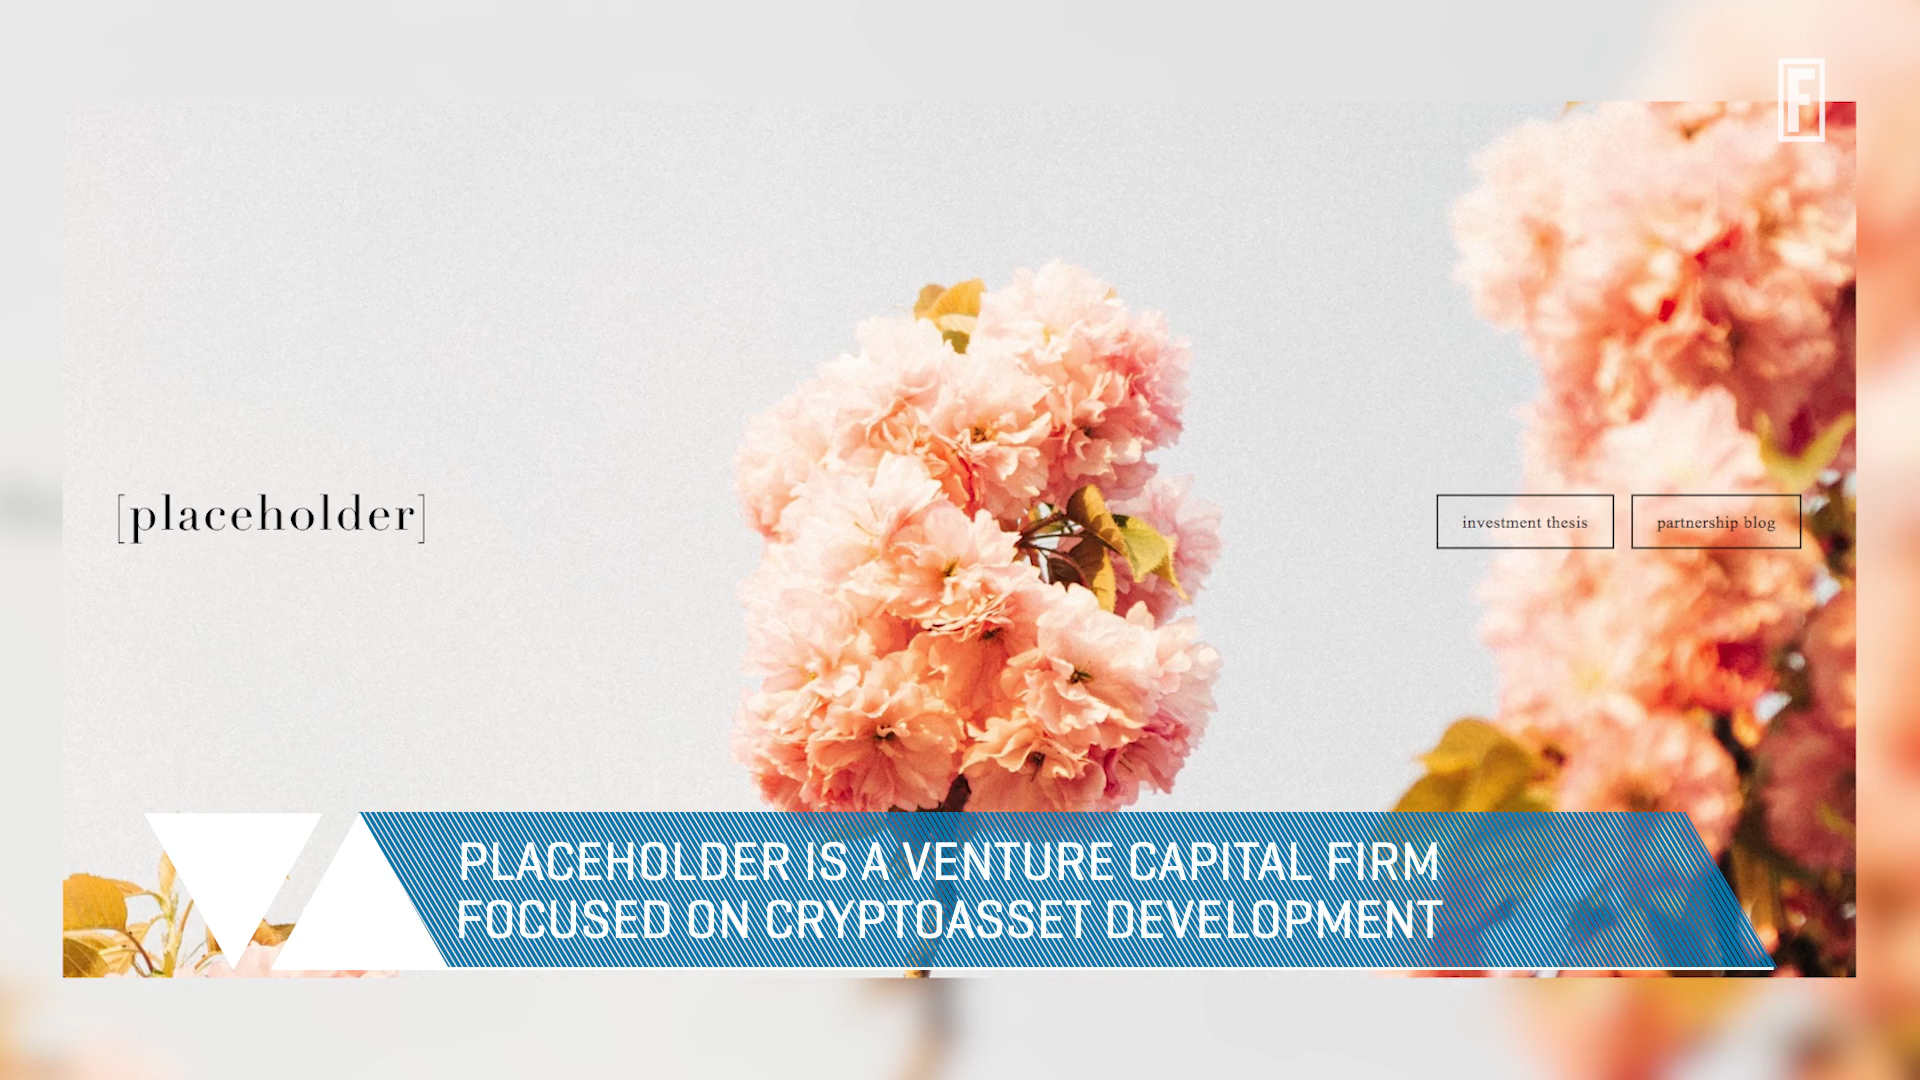 F
[placeholder]
investment thesis
partnership blog
PLACEHOLDER IS A VENTURE CAPITAL FIRM
FOCUSED ON CRYPTOASSET DEVELOPMENT